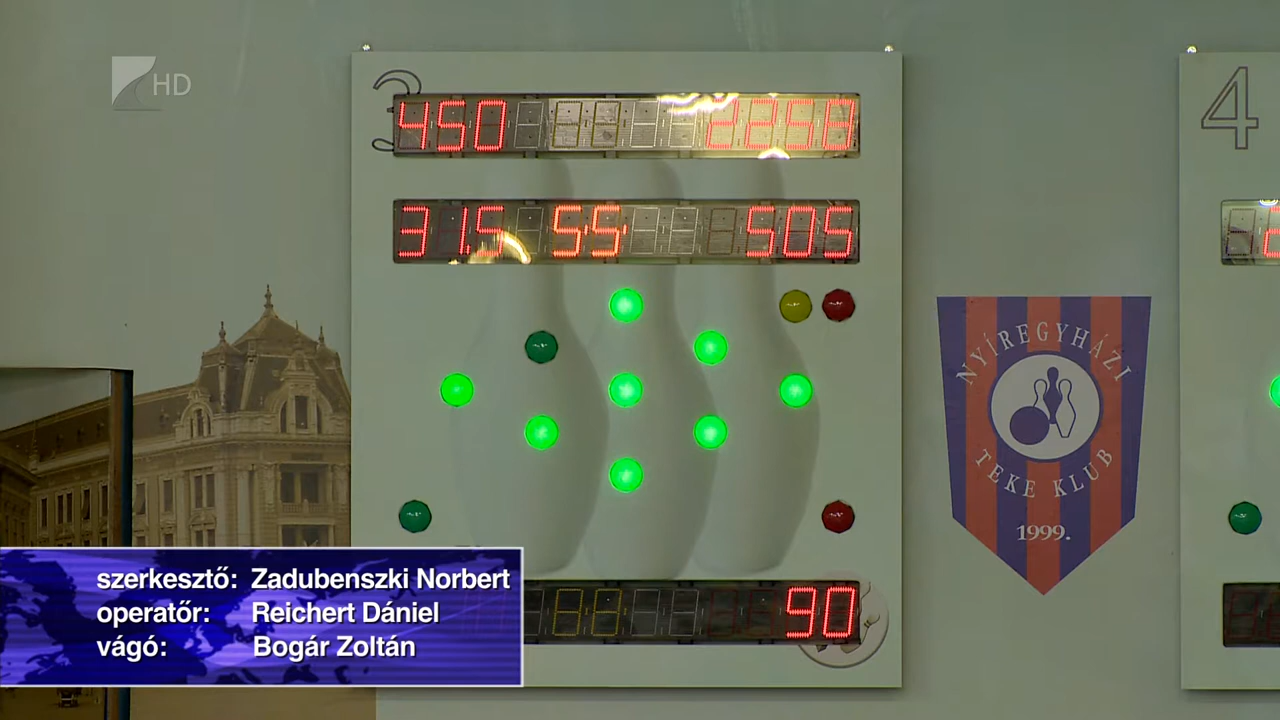 HD
450 2258
31.5 55 505
4
NYÍREGYHÁZI
TEKE KLUB
1999.
90
szerkesztő: Zadubenszki Norbert
operatőr: Reichert Dániel
vágó: Bogár Zoltán